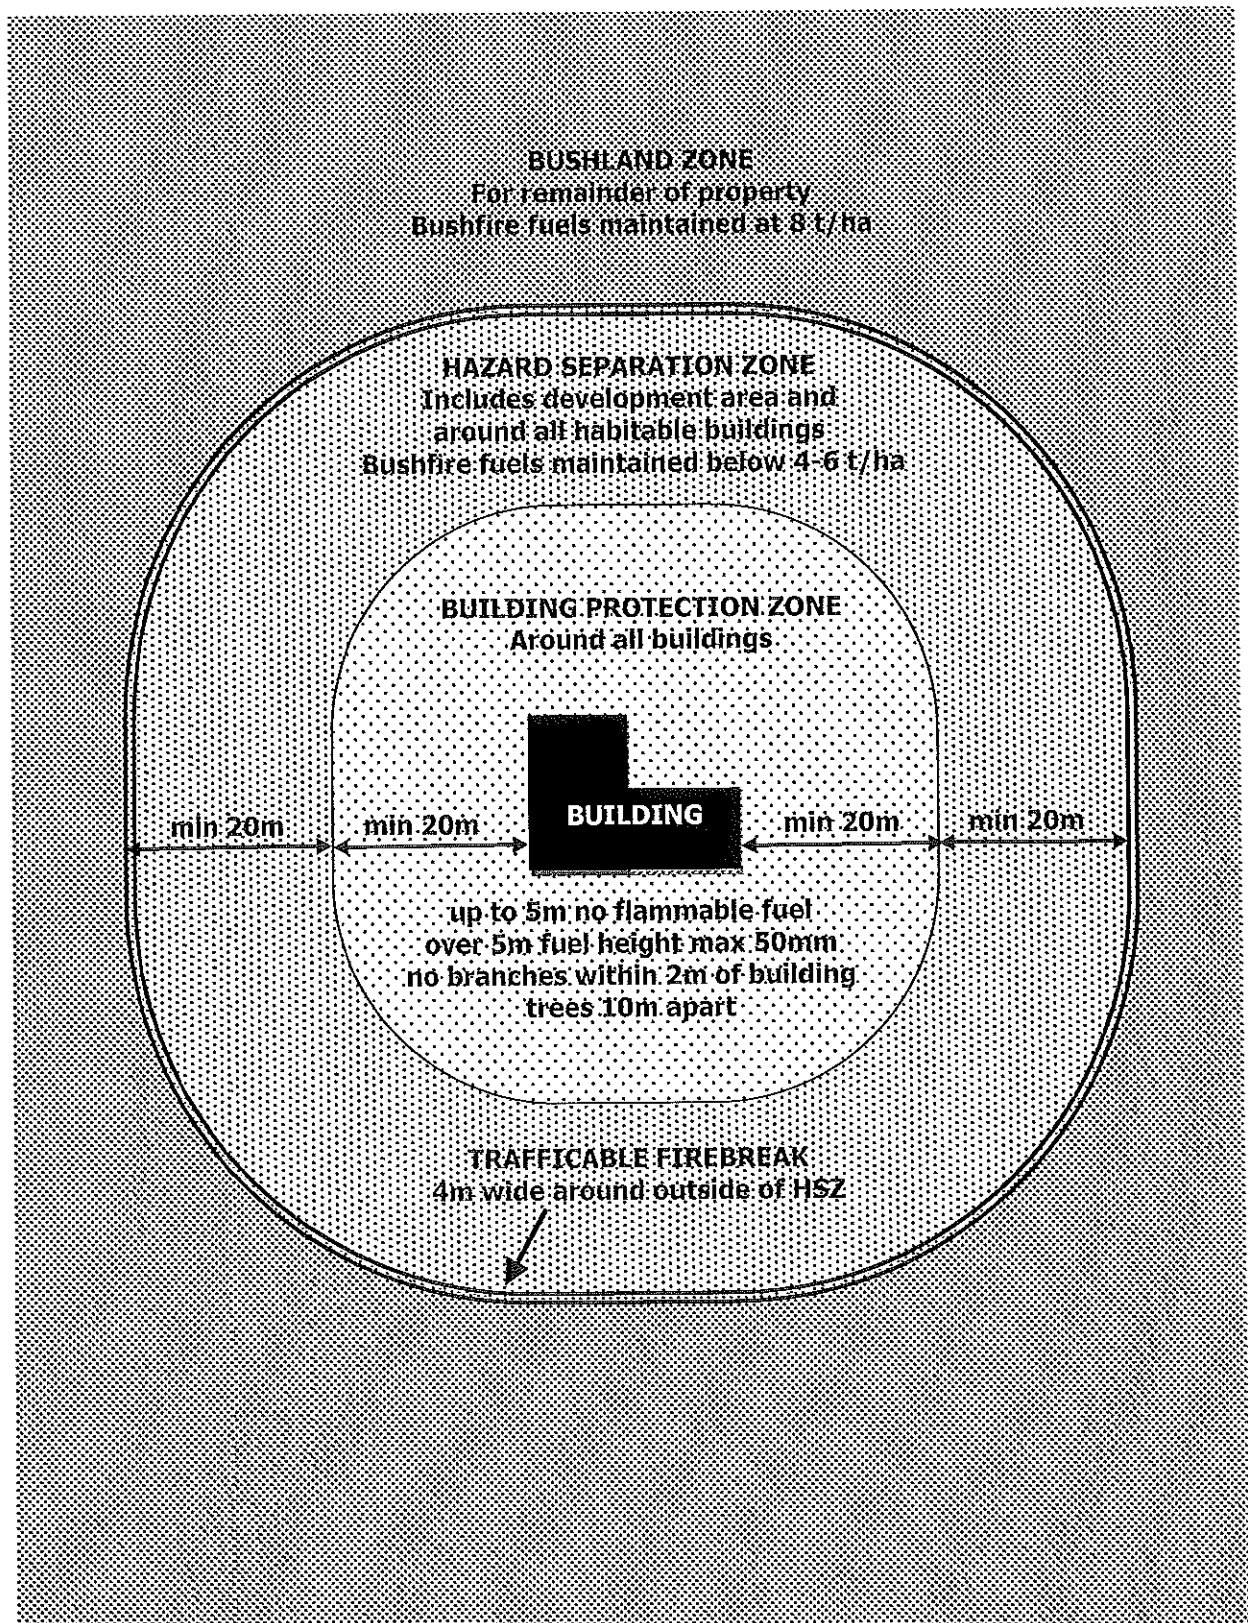 BUSHLAND ZONE
For remainder of property
Bushfire fuels maintained at 8 t/ha
HAZARD SEPARATION ZONE
Includes development area and
around all habitable buildings
Bushfire fuels maintained below 4-6 t/ha
BUILDING PROTECTION ZONE
Around all buildings
min 20m
min 20m
BUILDING
min 20m
min 20m
up to 5m no flammable fuel
over 5m fuel height max 50mm
no branches within 2m of building
trees 10m apart
TRAFFICABLE FIREBREAK
4m wide around outside of HSZ